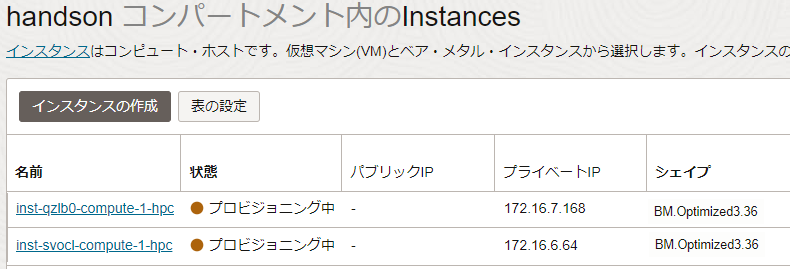 handson コンパートメント内のInstances
インスタンスはコンピュート・ホストです。仮想マシン(VM)とベア・メタル・インスタンスから選択します。インスタンスの
インスタンスの作成 表の設定
名前 状態 パブリックIP プライベートIP シェイプ
inst-qzlb0-compute-1-hpc プロビジョニング中 - 172.16.7.168 BM.Optimized3.36
inst-svocl-compute-1-hpc プロビジョニング中 - 172.16.6.64 BM.Optimized3.36